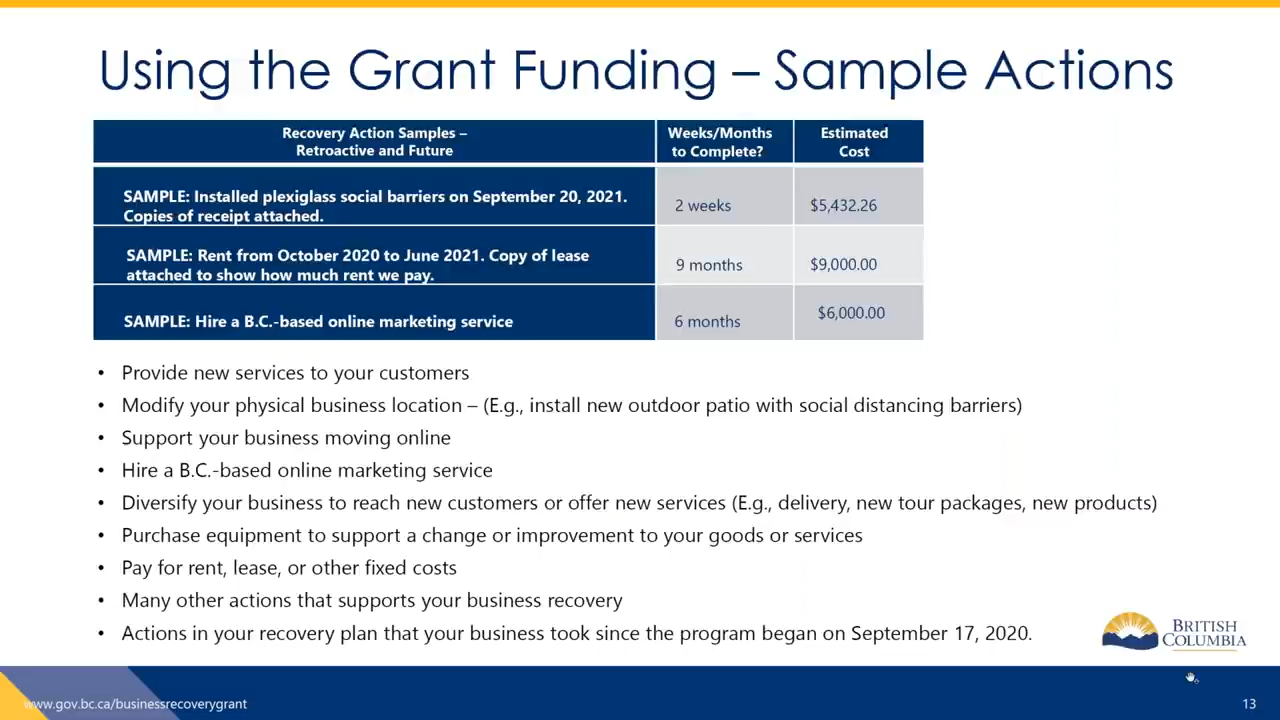 Using the Grant Funding – Sample Actions
Recovery Action Samples –
Retroactive and Future
Weeks/Months
to Complete?
Estimated
Cost
SAMPLE: Installed plexiglass social barriers on September 20, 2021.
Copies of receipt attached.
2 weeks
$5,432.26
SAMPLE: Rent from October 2020 to June 2021. Copy of lease
attached to show how much rent we pay.
9 months
$9,000.00
SAMPLE: Hire a B.C.-based online marketing service
6 months
$6,000.00
• Provide new services to your customers
• Modify your physical business location – (E.g., install new outdoor patio with social distancing barriers)
• Support your business moving online
• Hire a B.C.-based online marketing service
• Diversify your business to reach new customers or offer new services (E.g., delivery, new tour packages, new products)
• Purchase equipment to support a change or improvement to your goods or services
• Pay for rent, lease, or other fixed costs
• Many other actions that supports your business recovery
• Actions in your recovery plan that your business took since the program began on September 17, 2020.
BRITISH
COLUMBIA
www.gov.bc.ca/businessrecoverygrant
13